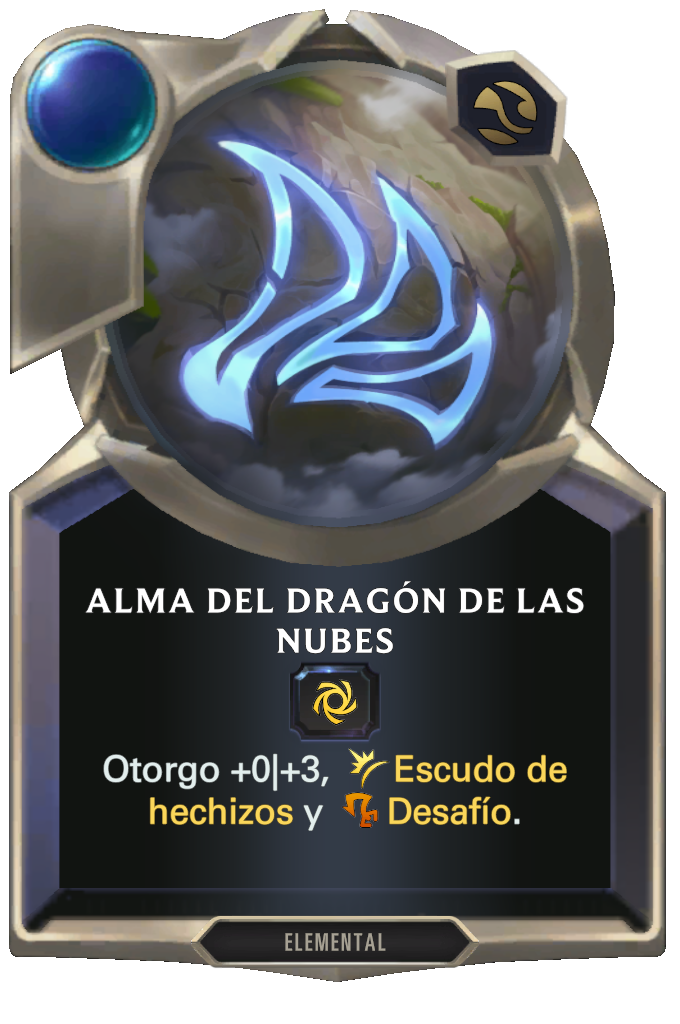 ALMA DEL DRAGÓN DE LAS
NUBES
Otorgo +0|+3, Escudo de
hechizos y Desafío.
ELEMENTAL